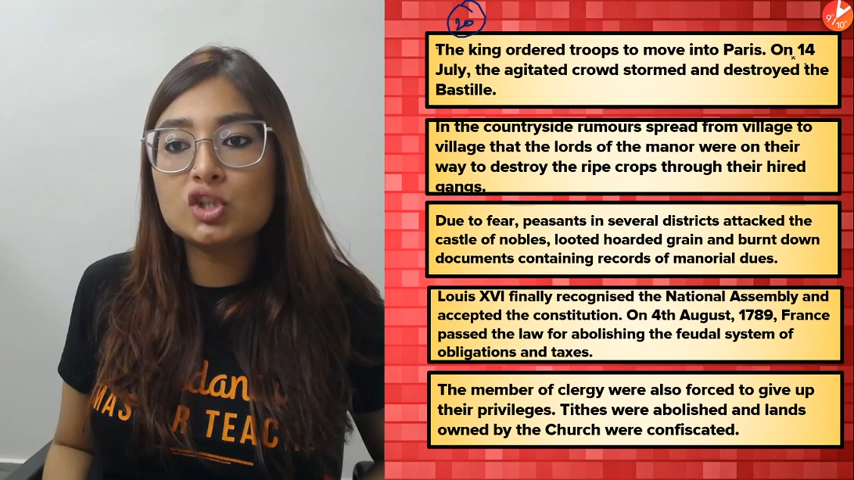 20
The king ordered troops to move into Paris. On 14
July, the agitated crowd stormed and destroyed the
Bastille.
In the countryside rumours spread from village to
village that the lords of the manor were on their
way to destroy the ripe crops through their hired
gangs.
Due to fear, peasants in several districts attacked the
castle of nobles, looted hoarded grain and burnt down
documents containing records of manorial dues.
Louis XVI finally recognised the National Assembly and
accepted the constitution. On 4th August, 1789, France
passed the law for abolishing the feudal system of
obligations and taxes.
The member of clergy were also forced to give up
their privileges. Tithes were abolished and lands
owned by the Church were confiscated.